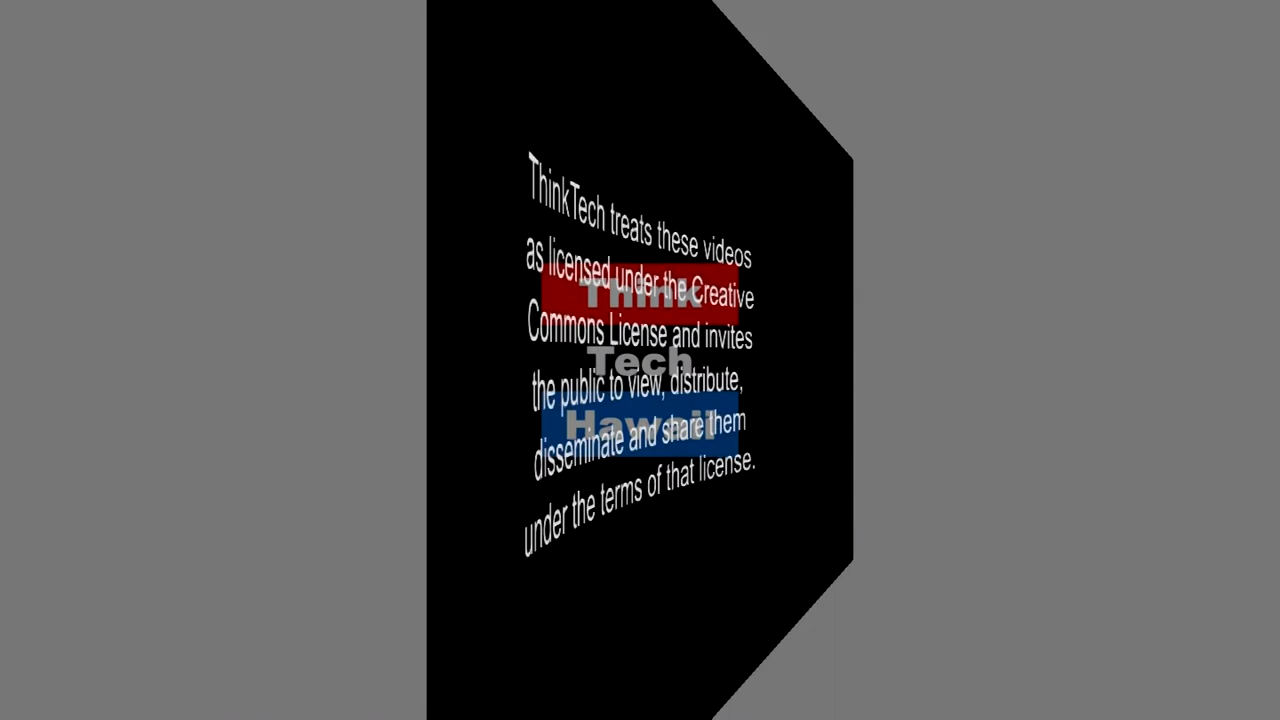 ThinkTech treats these videos
as licensed under the Creative
Commons License and invites
the public to view, distribute,
disseminate and share them
under the terms of that license.
Think
Tech
Hawaii